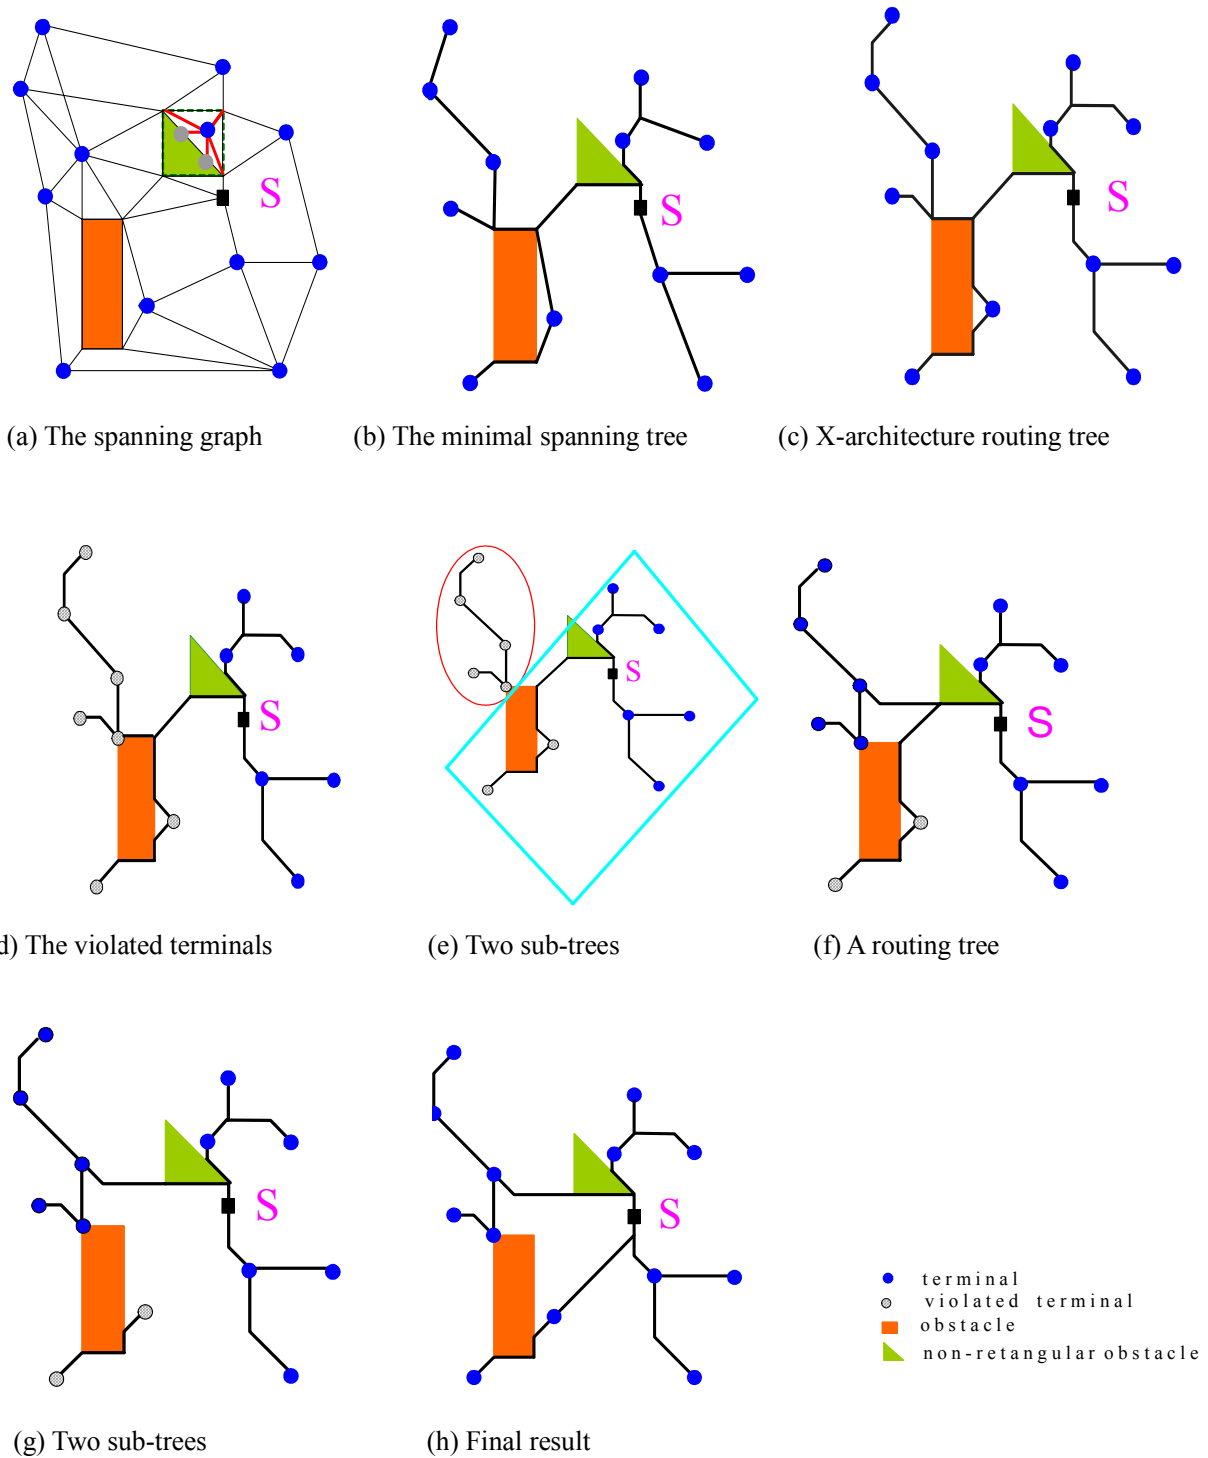 S
(a) The spanning graph
S
(b) The minimal spanning tree
S
(c) X-architecture routing tree
S
d) The violated terminals
S
(e) Two sub-trees
S
(f) A routing tree
S
(g) Two sub-trees
S
(h) Final result
terminal
violated terminal
obstacle
non-retangular obstacle